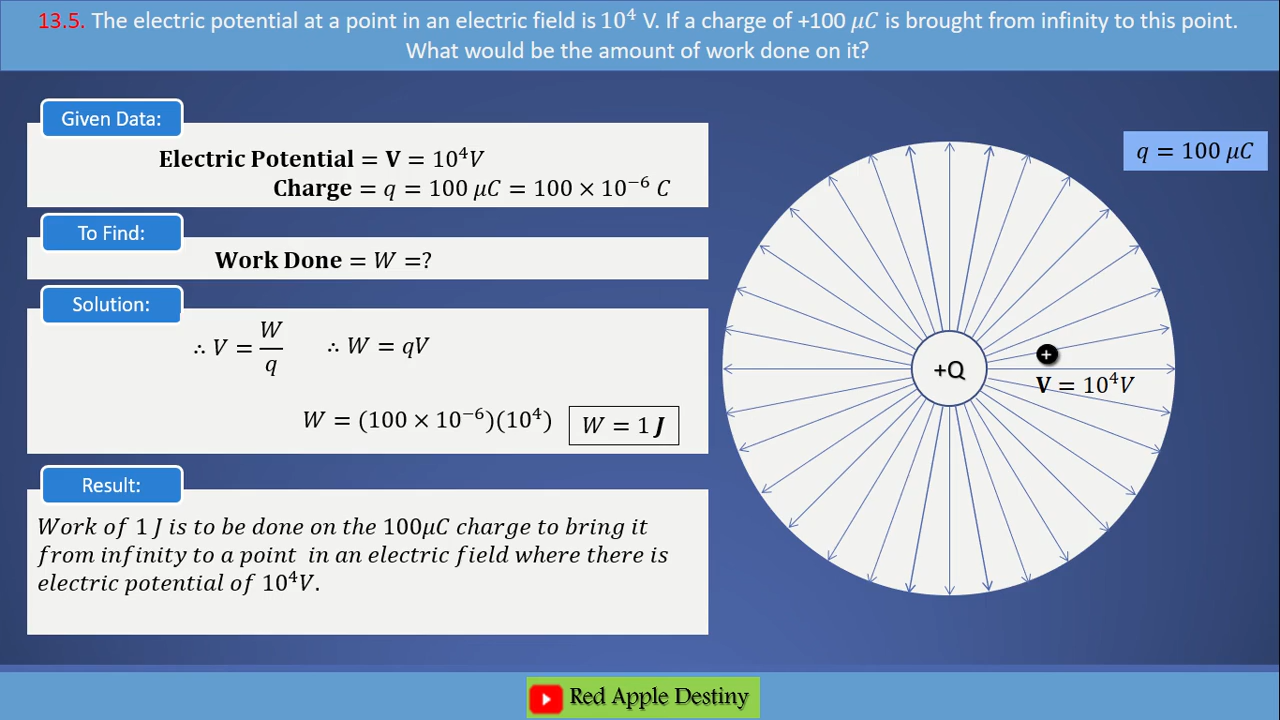 13.5. The electric potential at a point in an electric field is 10⁴ V. If a charge of +100 μC is brought from infinity to this point.
What would be the amount of work done on it?
Given Data:
Electric Potential = V = 10⁴V
Charge = q = 100 μC = 100 × 10⁻⁶ C
To Find:
Work Done = W =?
Solution:
∴ V = W/q ∴ W = qV
W = (100 × 10⁻⁶)(10⁴) W = 1 J
Result:
Work of 1 J is to be done on the 100μC charge to bring it
from infinity to a point in an electric field where there is
electric potential of 10⁴V.
q = 100 μC
+
+Q
V = 10⁴V
Red Apple Destiny